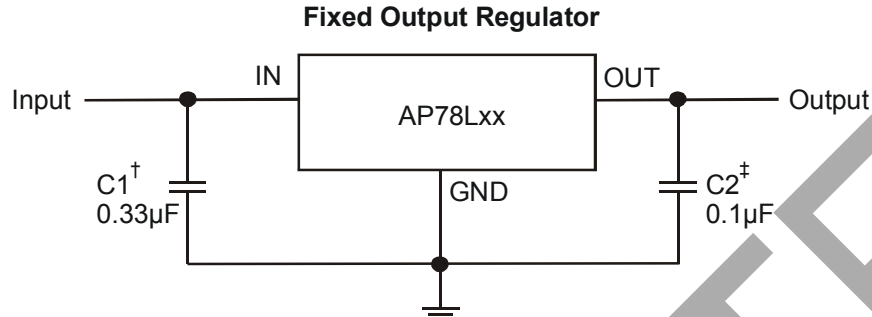 Fixed Output Regulator
IN
OUT
Input
AP78Lxx
Output
C1†
0.33µF
GND
C2‡
0.1µF